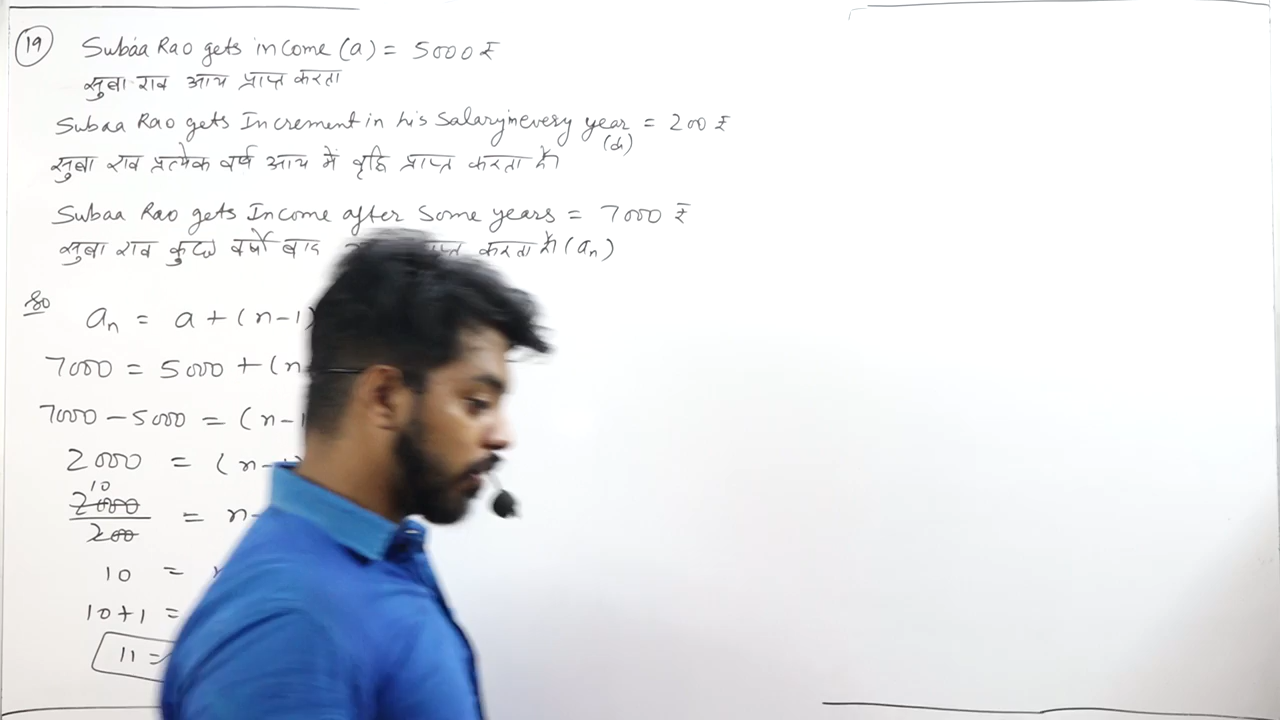 19 Subaa Rao gets income (a) = 5000 ₹
सुबा राव आय प्राप्त करता
Subaa Rao gets Increment in his Salary in every year = 200 ₹
(d)
सुबा राव प्रत्येक वर्ष आय में वृद्धि प्राप्त करता है
Subaa Rao gets Income after Some years = 7000 ₹
सुबा राव कुछ वर्षो बाद करता है (an)
So
an = a + (n-1)
7000 = 5000 + (n
7000 - 5000 = (n-1
2000 = (n-1
10
2000/200 = n-
10 =
10+1 =
11 =